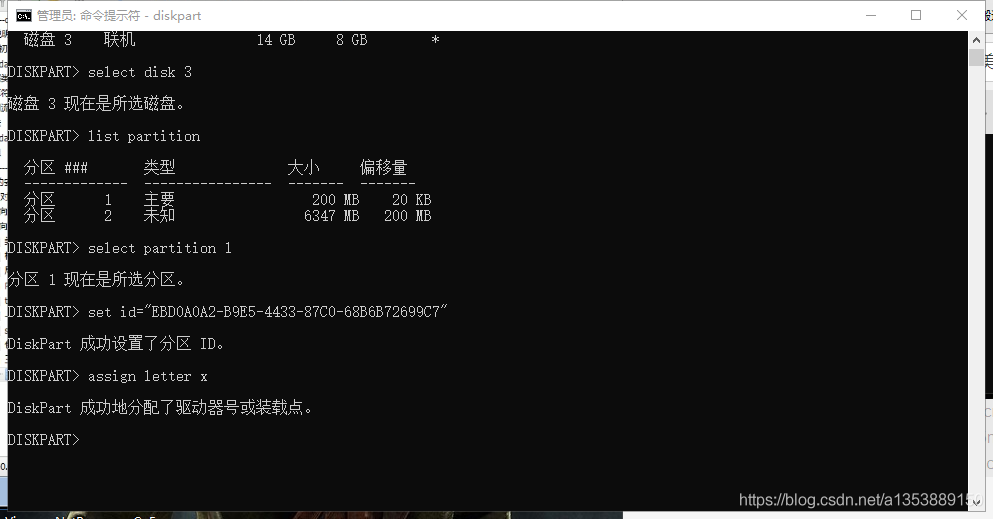 管理员: 命令提示符 - diskpart
磁盘 3 联机 14 GB 8 GB *
DISKPART> select disk 3
磁盘 3 现在是所选磁盘。
DISKPART> list partition
分区 ### 类型 大小 偏移量
------------- ---------------- ------- -------
分区 1 主要 200 MB 20 KB
分区 2 未知 6347 MB 200 MB
DISKPART> select partition 1
分区 1 现在是所选分区。
DISKPART> set id="EBD0A0A2-B9E5-4433-87C0-68B6B72699C7"
DiskPart 成功设置了分区 ID。
DISKPART> assign letter x
DiskPart 成功地分配了驱动器号或装载点。
DISKPART>
https://blog.csdn.net/a1353889159